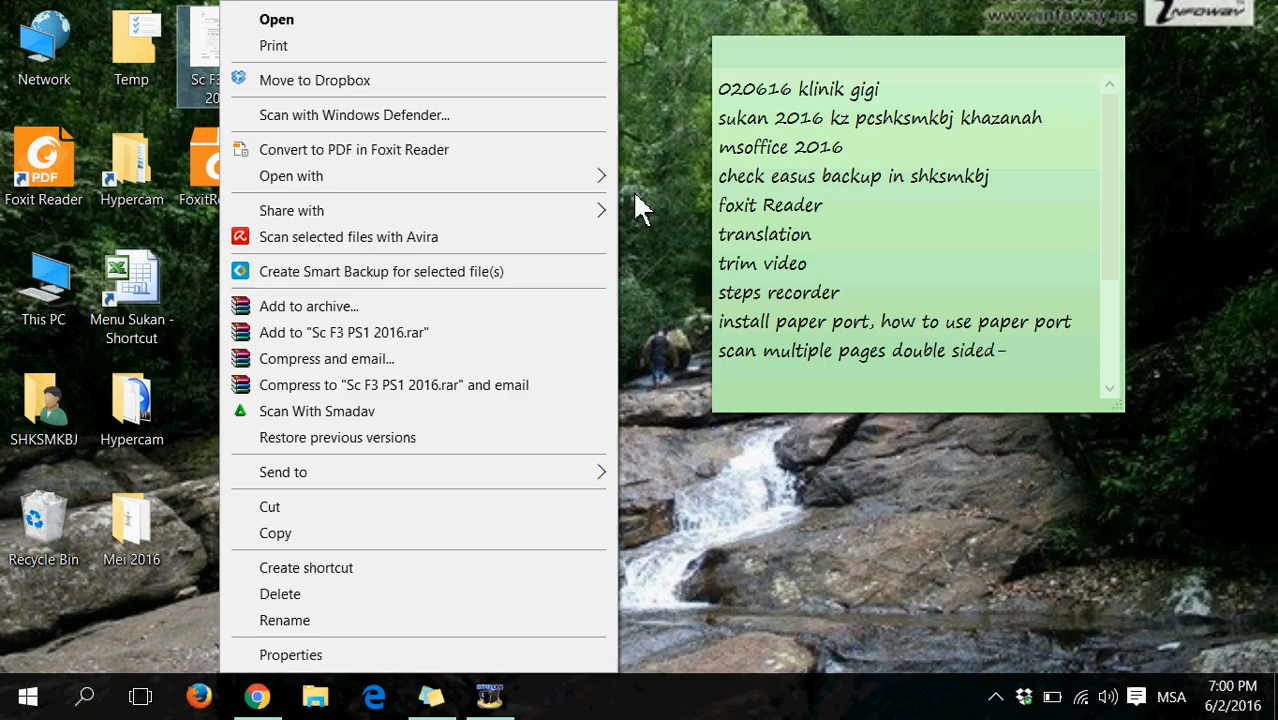 www.infoway.us
INFOWAY
Network
Temp
Sc F3
20
Foxit Reader
Hypercam
FoxitR
This PC
Menu Sukan -
Shortcut
SHKSMKBJ
Hypercam
Recycle Bin
Mei 2016
Open
Print
Move to Dropbox
Scan with Windows Defender...
Convert to PDF in Foxit Reader
Open with
Share with
Scan selected files with Avira
Create Smart Backup for selected file(s)
Add to archive...
Add to "Sc F3 PS1 2016.rar"
Compress and email...
Compress to "Sc F3 PS1 2016.rar" and email
Scan With Smadav
Restore previous versions
Send to
Cut
Copy
Create shortcut
Delete
Rename
Properties
020616 klinik gigi
sukan 2016 kz pcshksmkbj khazanah
msoffice 2016
check easus backup in shksmkbj
foxit Reader
translation
trim video
steps recorder
install paper port, how to use paper port
scan multiple pages double sided-
MSA
7:00 PM
6/2/2016